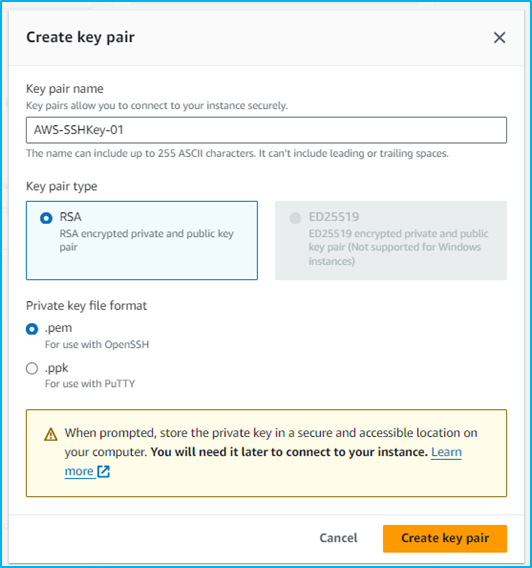 Create key pair
Key pair name
Key pairs allow you to connect to your instance securely.
AWS-SSHKey-01
The name can include up to 255 ASCII characters. It can't include leading or trailing spaces.
Key pair type
RSA
RSA encrypted private and public key
pair
ED25519
ED25519 encrypted private and public
key pair (Not supported for Windows
instances)
Private key file format
.pem
For use with OpenSSH
.ppk
For use with PuTTY
When prompted, store the private key in a secure and accessible location on
your computer. You will need it later to connect to your instance. Learn
more
Cancel
Create key pair